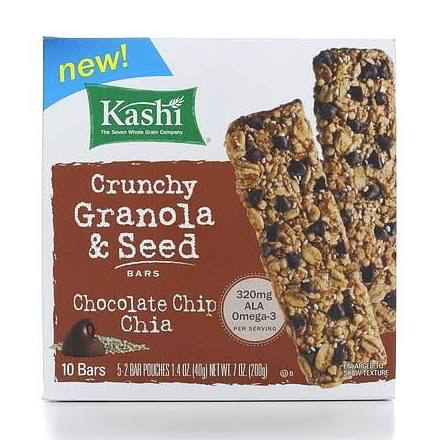 new!
Kashi
The Seven Whole Grain Company
Crunchy
Granola
& Seed
BARS
Chocolate Chip
Chia
320mg
ALA
Omega-3
PER SERVING
10 Bars
5-2 BAR POUCHES 1.4 OZ. (40g) NET WT. 7 OZ. (200g)
U D
ENLARGED TO
SHOW TEXTURE